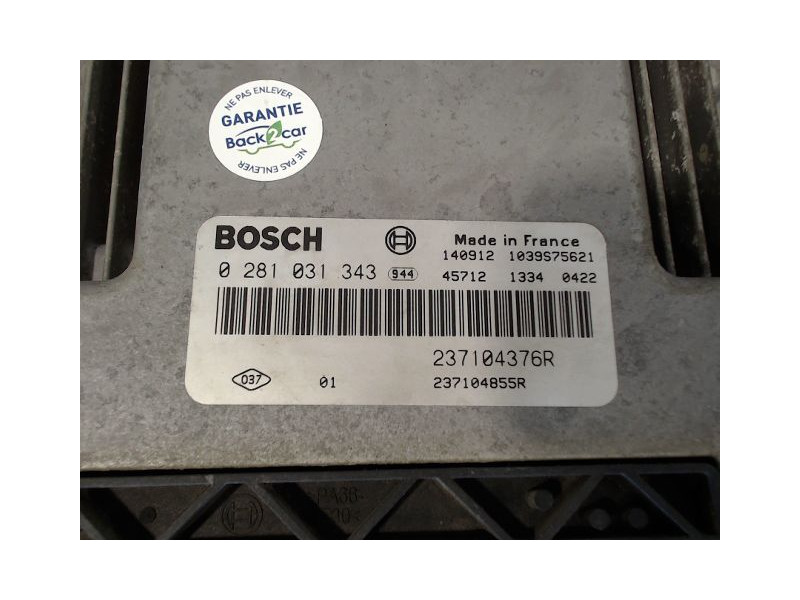 NE PAS ENLEVER
GARANTIE
Back2car
NE PAS ENLEVER
BOSCH
Made in France
140912 1039S75621
0 281 031 343 944
45712 1334 0422
237104376R
037 01
237104855R